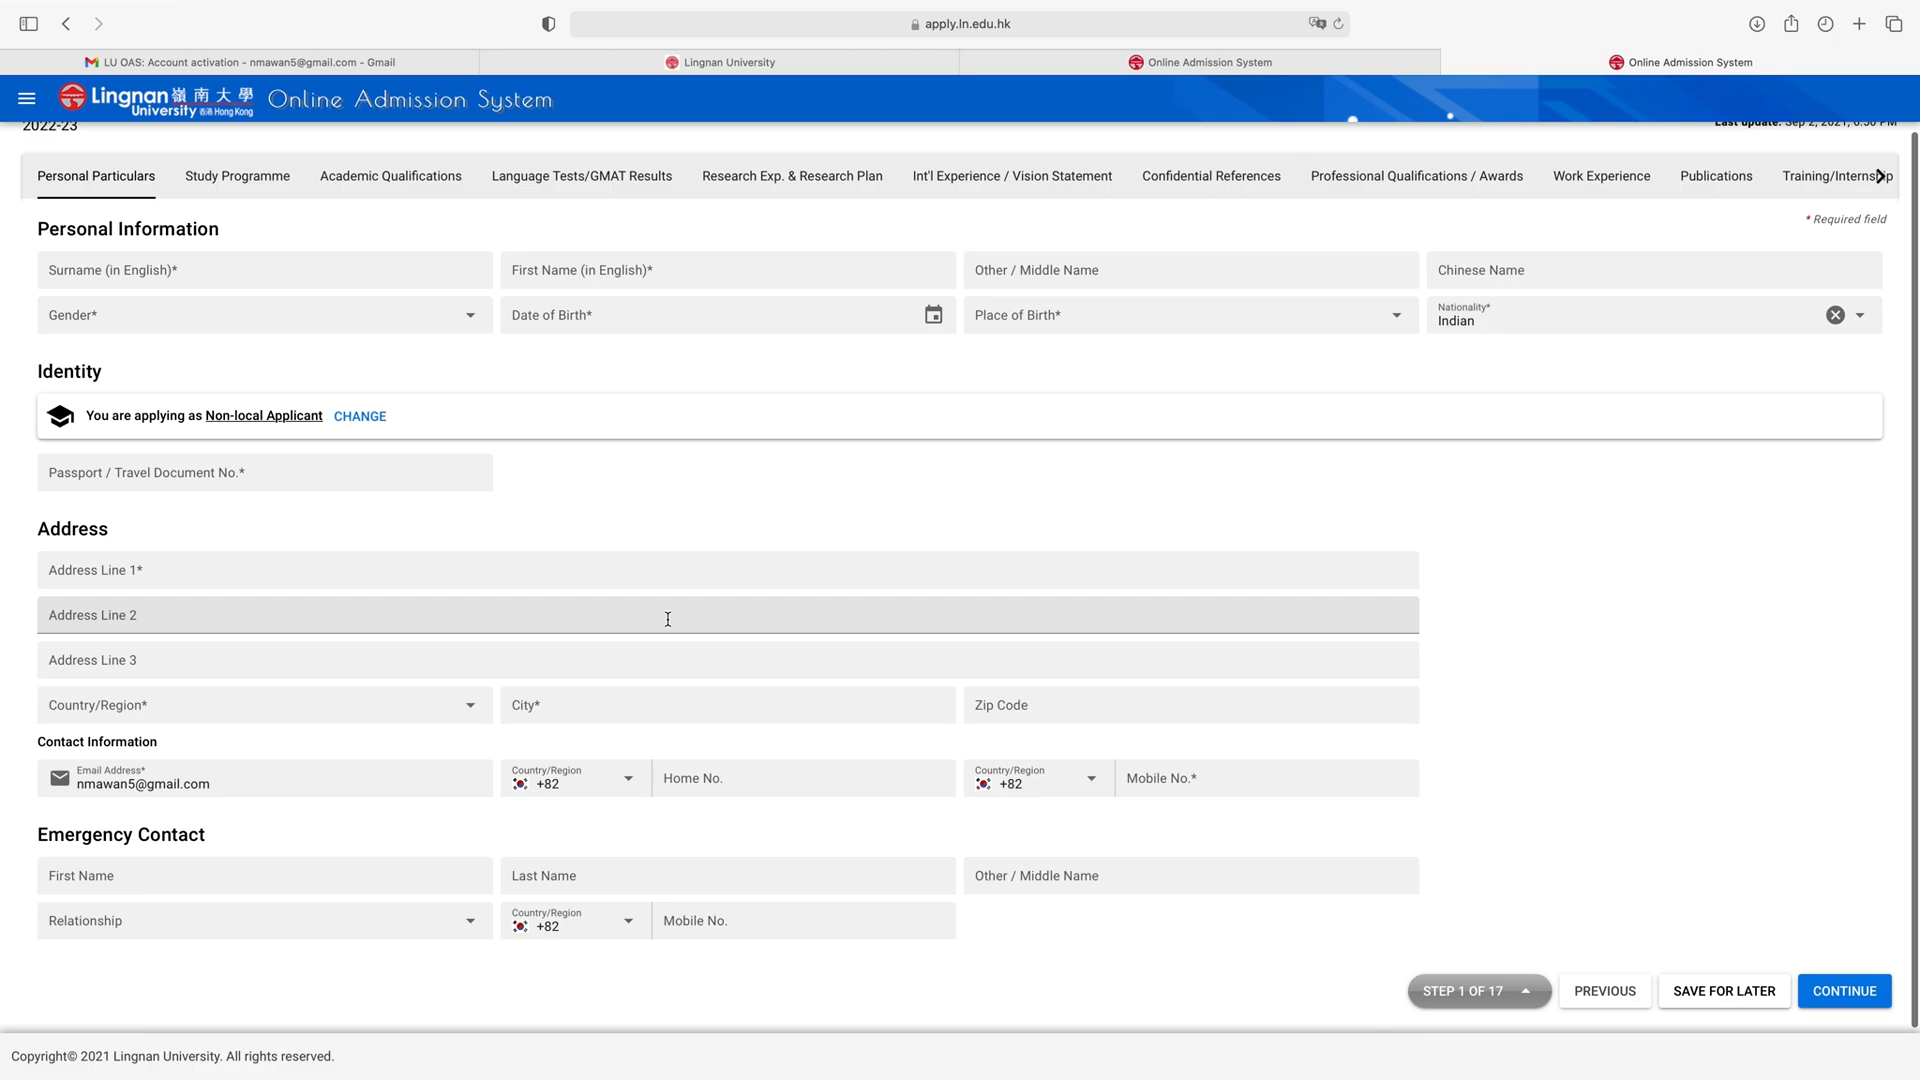 apply.ln.edu.hk
LU OAS: Account activation - nmawan5@gmail.com - Gmail
Lingnan University
Online Admission System
Online Admission System
Lingnan 嶺南大學
University 香港 Hong Kong
Online Admission System
2022-23
Last update: Sep 2, 2021, 6:50 PM
Personal Particulars
Study Programme
Academic Qualifications
Language Tests/GMAT Results
Research Exp. & Research Plan
Int'l Experience / Vision Statement
Confidential References
Professional Qualifications / Awards
Work Experience
Publications
Training/Internship
* Required field
Personal Information
Surname (in English)*
First Name (in English)*
Other / Middle Name
Chinese Name
Gender*
Date of Birth*
Place of Birth*
Nationality*
Indian
Identity
You are applying as Non-local Applicant CHANGE
Passport / Travel Document No.*
Address
Address Line 1*
Address Line 2
Address Line 3
Country/Region*
City*
Zip Code
Contact Information
Email Address*
nmawan5@gmail.com
Country/Region
+82
Home No.
Country/Region
+82
Mobile No.*
Emergency Contact
First Name
Last Name
Other / Middle Name
Relationship
Country/Region
+82
Mobile No.
STEP 1 OF 17
PREVIOUS
SAVE FOR LATER
CONTINUE
Copyright© 2021 Lingnan University. All rights reserved.